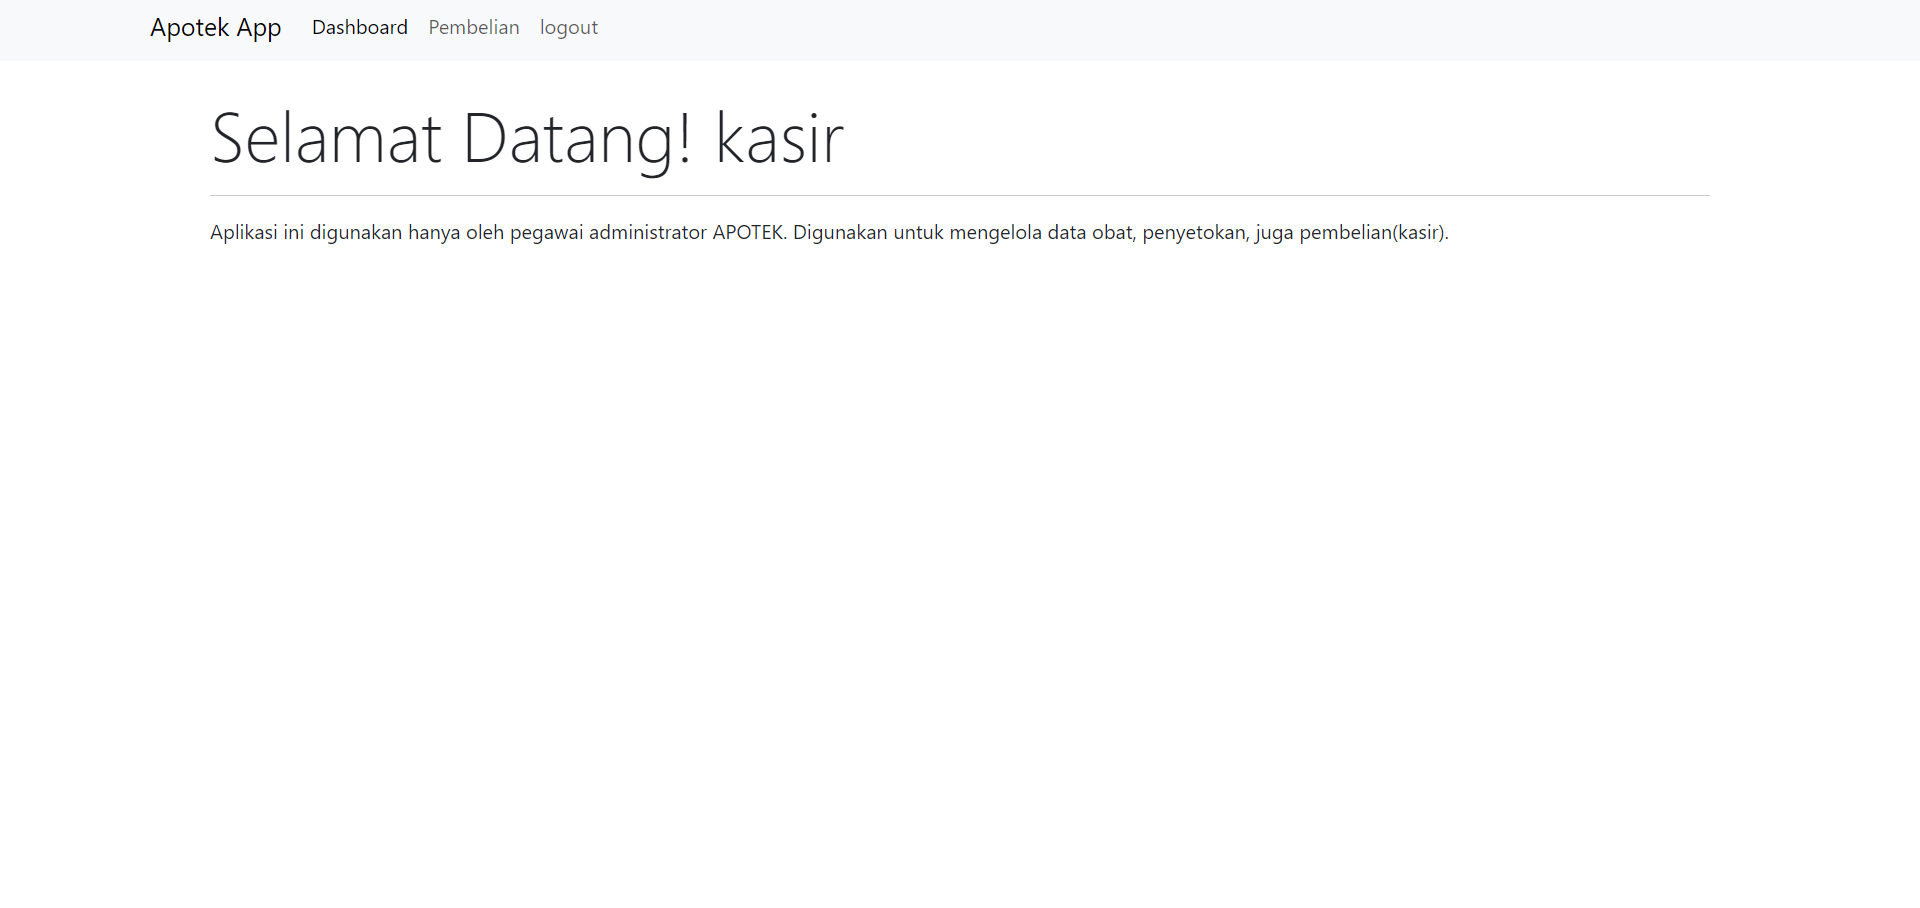 Apotek App Dashboard Pembelian logout
Selamat Datang! kasir
Aplikasi ini digunakan hanya oleh pegawai administrator APOTEK. Digunakan untuk mengelola data obat, penyetokan, juga pembelian(kasir).